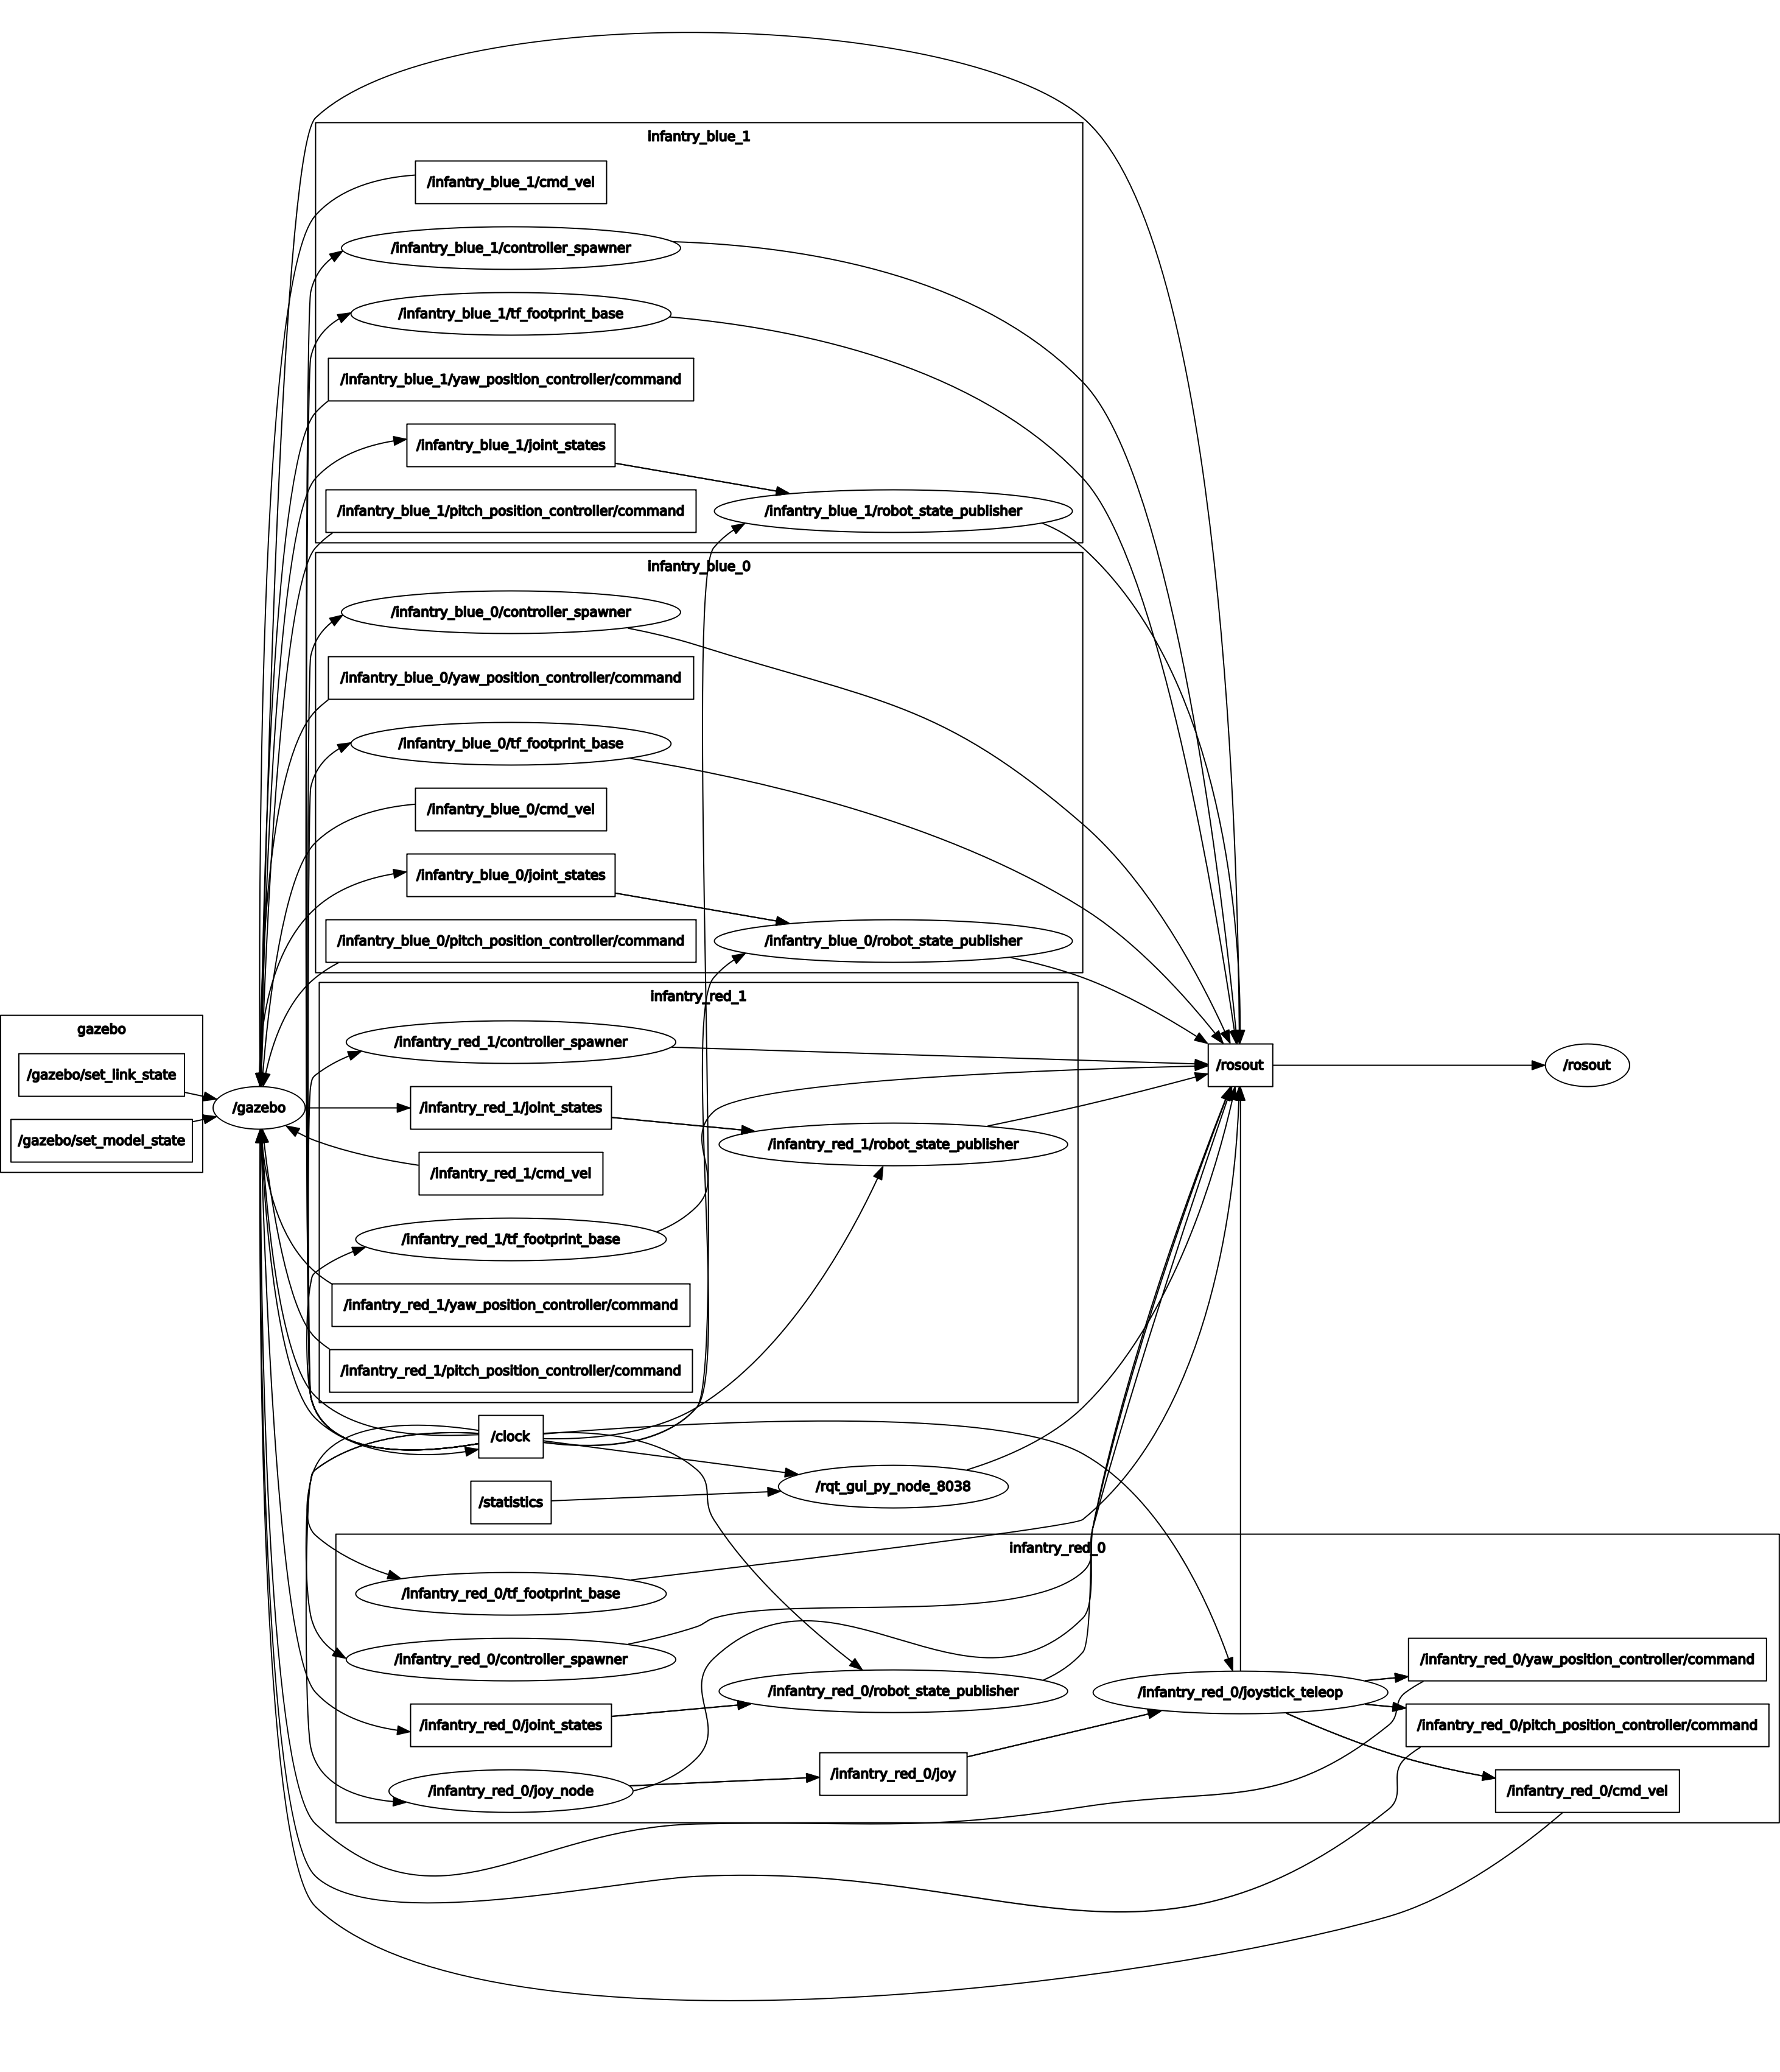 infantry_blue_1
/infantry_blue_1/cmd_vel
/infantry_blue_1/controller_spawner
/infantry_blue_1/tf_footprint_base
/infantry_blue_1/yaw_position_controller/command
/infantry_blue_1/joint_states
/infantry_blue_1/pitch_position_controller/command
/infantry_blue_1/robot_state_publisher
infantry_blue_0
/infantry_blue_0/controller_spawner
/infantry_blue_0/yaw_position_controller/command
/infantry_blue_0/tf_footprint_base
/infantry_blue_0/cmd_vel
/infantry_blue_0/joint_states
/infantry_blue_0/pitch_position_controller/command
/infantry_blue_0/robot_state_publisher
infantry_red_1
/infantry_red_1/controller_spawner
/infantry_red_1/joint_states
/infantry_red_1/robot_state_publisher
/infantry_red_1/cmd_vel
/infantry_red_1/tf_footprint_base
/infantry_red_1/yaw_position_controller/command
/infantry_red_1/pitch_position_controller/command
gazebo
/gazebo/set_link_state
/gazebo/set_model_state
/gazebo
/rosout
/rosout
/clock
/statistics
/rqt_gui_py_node_8038
infantry_red_0
/infantry_red_0/tf_footprint_base
/infantry_red_0/controller_spawner
/infantry_red_0/robot_state_publisher
/infantry_red_0/joint_states
/infantry_red_0/joy_node
/infantry_red_0/joy
/infantry_red_0/joystick_teleop
/infantry_red_0/yaw_position_controller/command
/infantry_red_0/pitch_position_controller/command
/infantry_red_0/cmd_vel